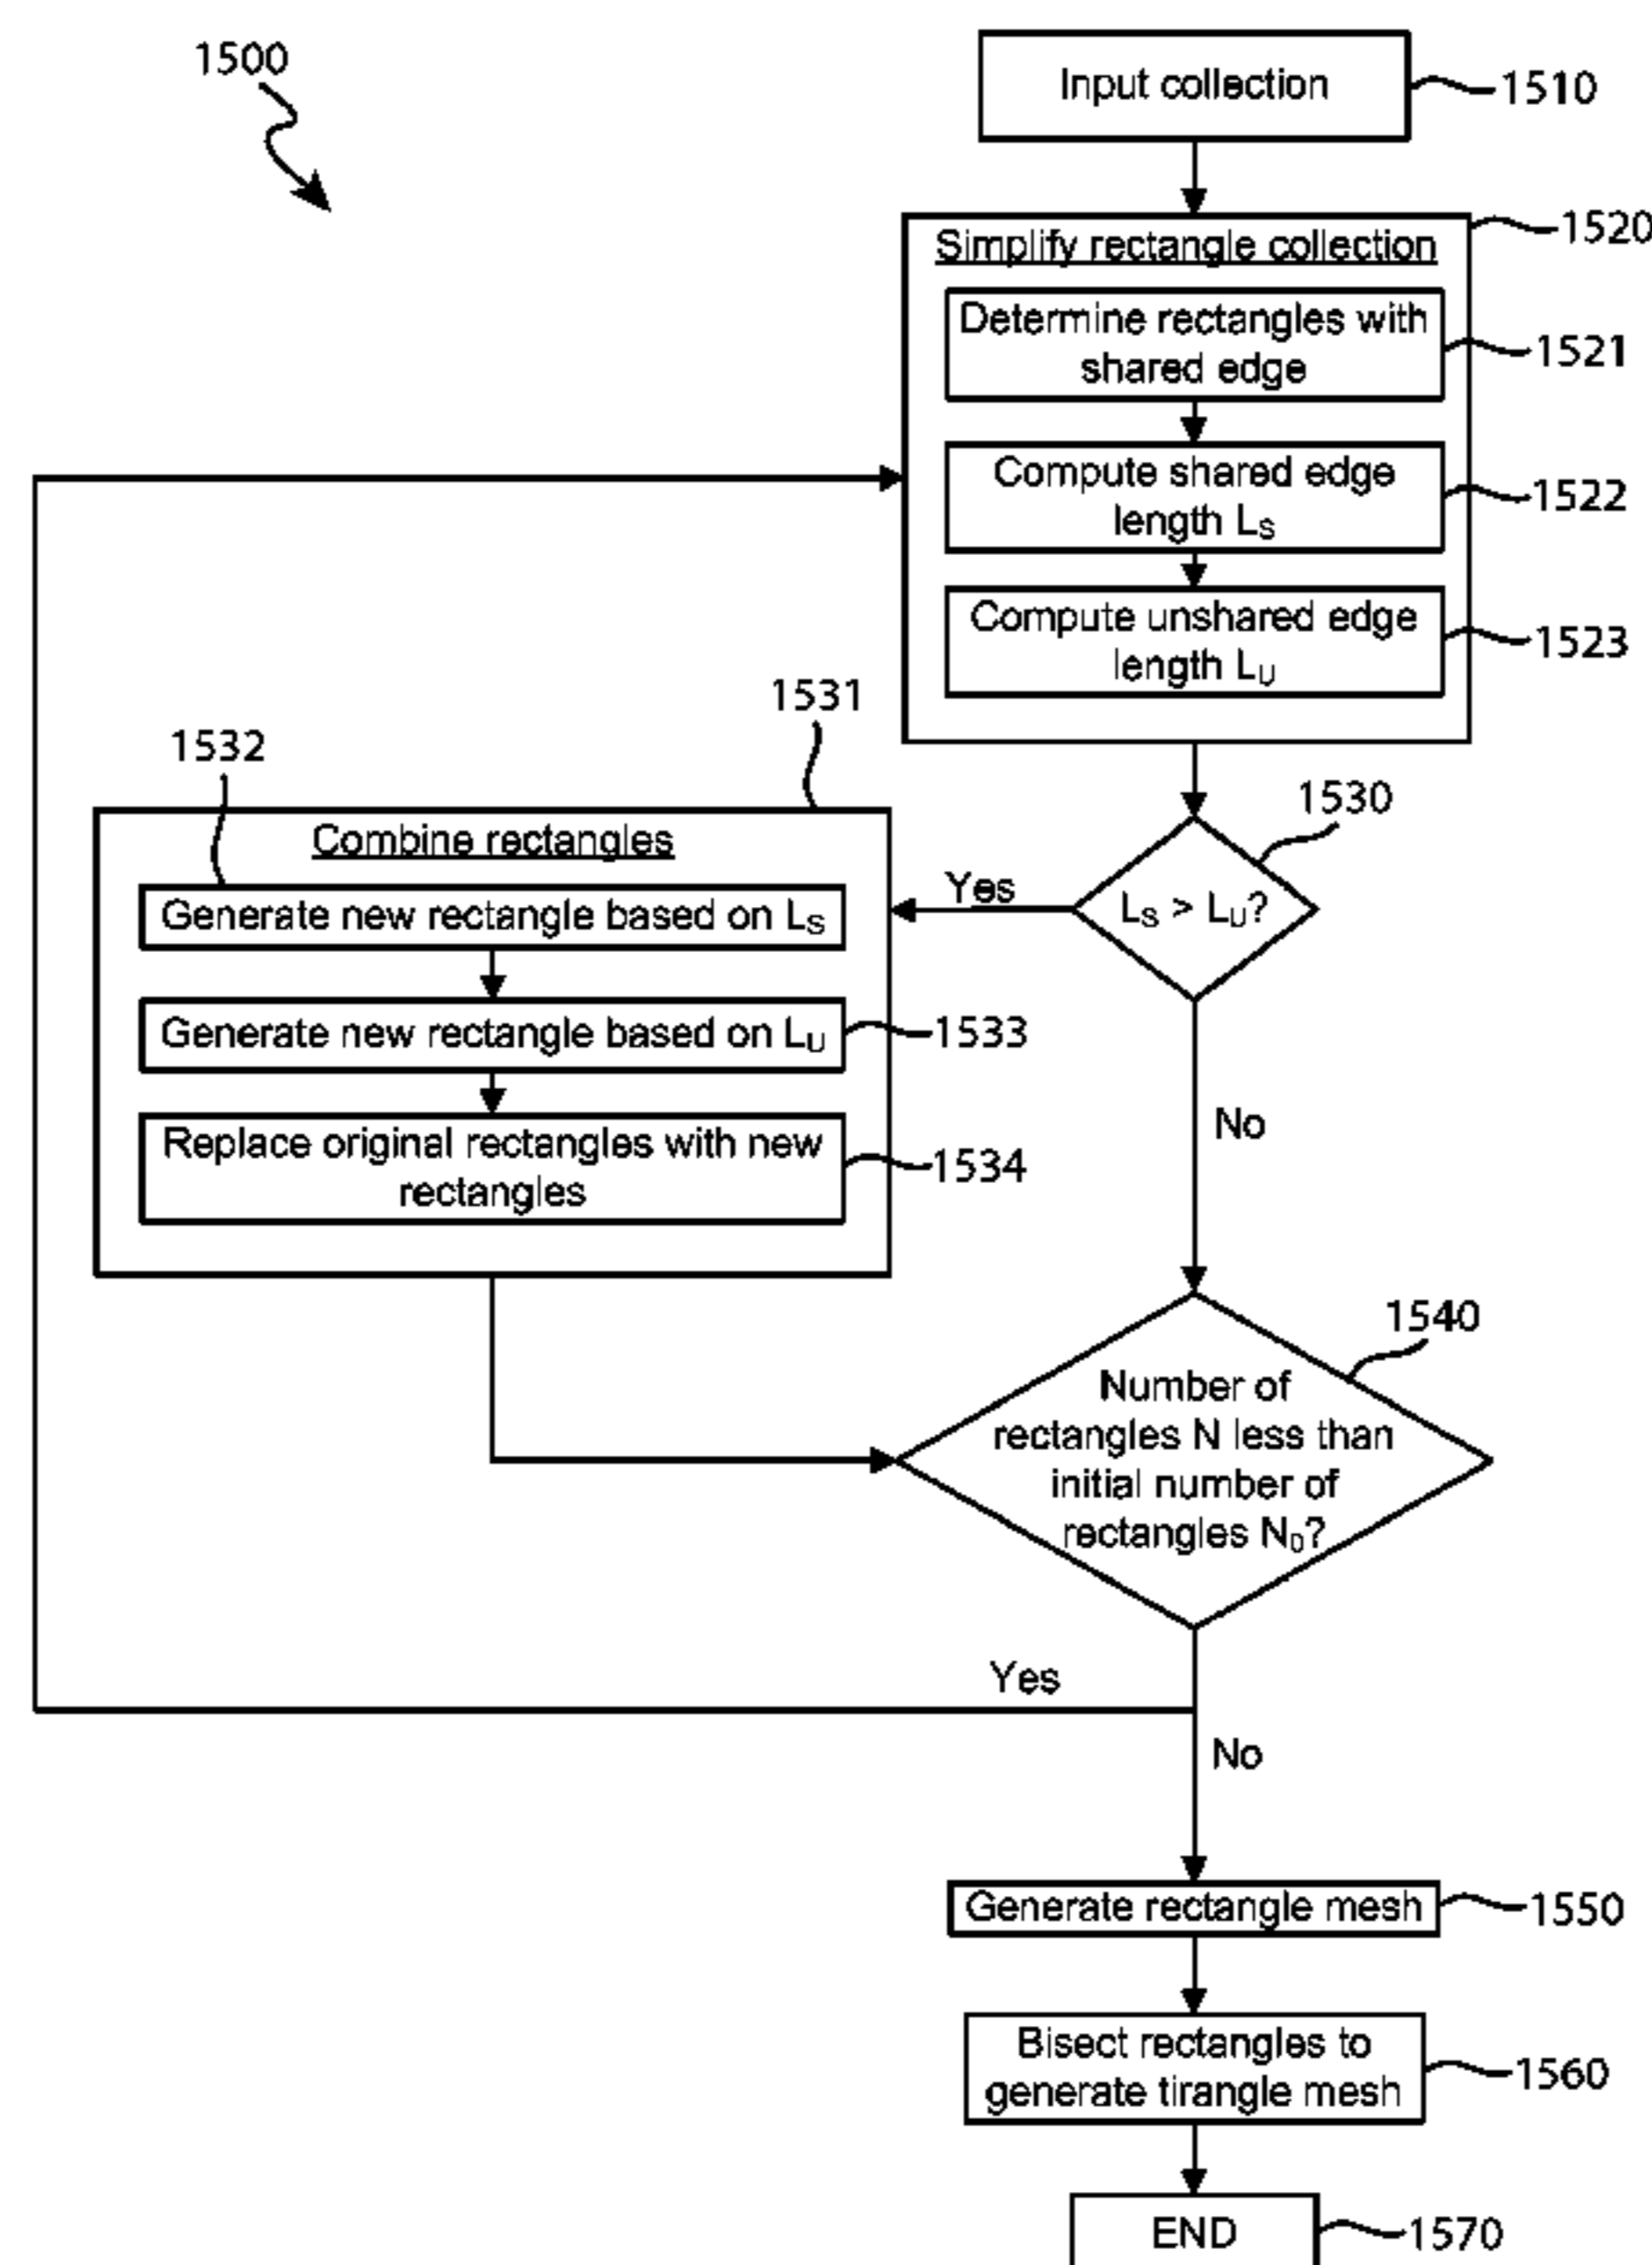 1500
Input collection
1510
1520
Simplify rectangle collection
Determine rectangles with
shared edge
1521
Compute shared edge
length LS
1522
Compute unshared edge
length LU
1523
1531
1532
1530
Combine rectangles
Generate new rectangle based on LS
Yes
LS > LU?
Generate new rectangle based on LU
1533
Replace original rectangles with new
rectangles
1534
No
1540
Number of
rectangles N less than
initial number of
rectangles N0?
Yes
No
Generate rectangle mesh
1550
Bisect rectangles to
generate tirangle mesh
1560
END
1570